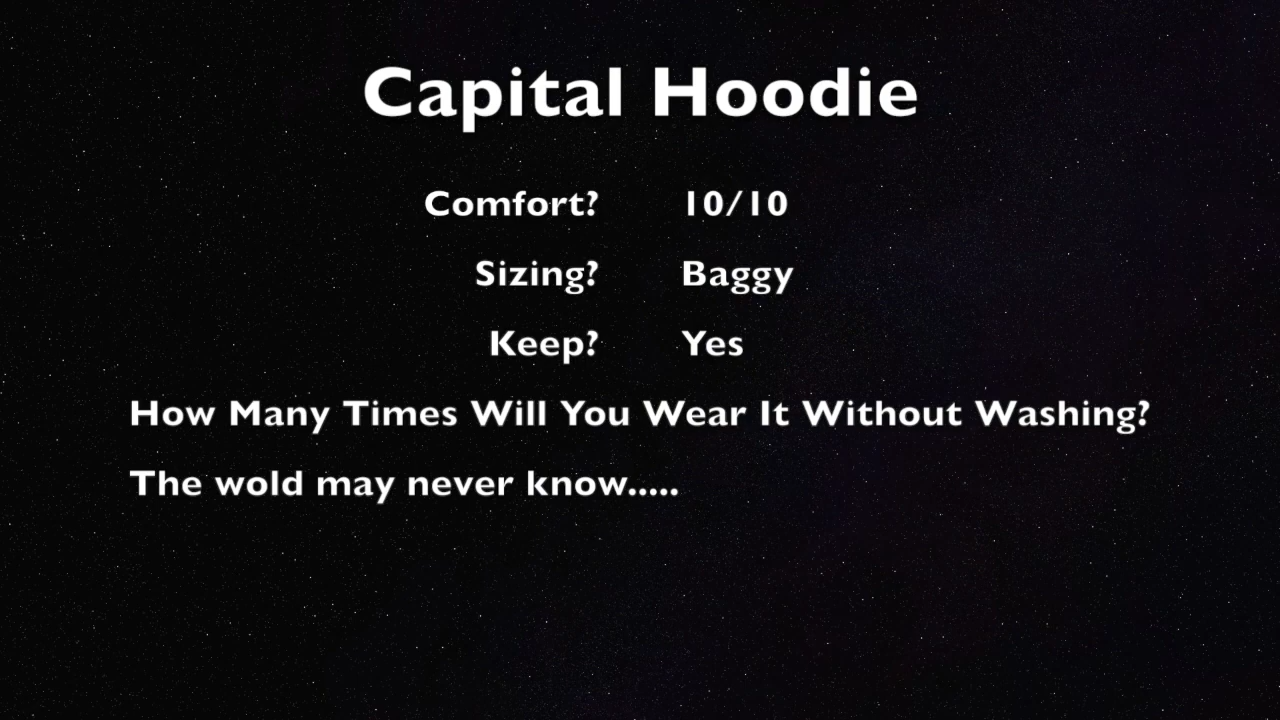 Capital Hoodie
Comfort? 10/10
Sizing? Baggy
Keep? Yes
How Many Times Will You Wear It Without Washing?
The wold may never know.....